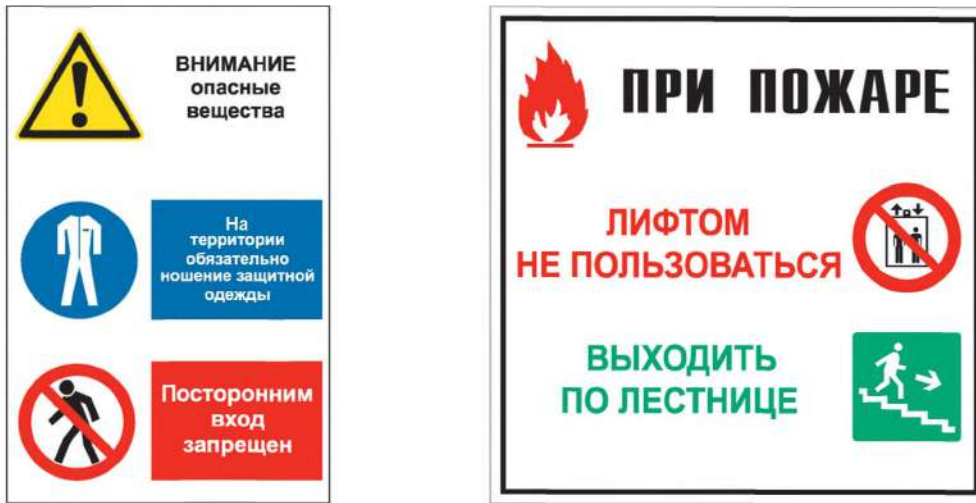 ВНИМАНИЕ
опасные
вещества
На
территории
обязательно
ношение защитной
одежды
Посторонним
вход
запрещен
ПРИ ПОЖАРЕ
ЛИФТОМ
НЕ ПОЛЬЗОВАТЬСЯ
ВЫХОДИТЬ
ПО ЛЕСТНИЦЕ